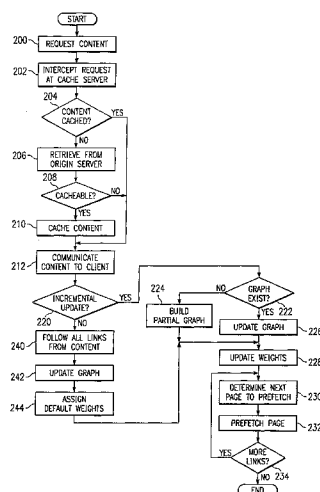 START
200
REQUEST CONTENT
202
INTERCEPT REQUEST
AT CACHE SERVER
204
CONTENT
CACHED?
YES
NO
206
RETRIEVE FROM
ORIGIN SERVER
208
CACHEABLE?
NO
YES
210
CACHE CONTENT
212
COMMUNICATE
CONTENT TO CLIENT
INCREMENTAL
UPDATE?
YES
220
NO
240
FOLLOW ALL LINKS
FROM CONTENT
242
UPDATE GRAPH
244
ASSIGN
DEFAULT WEIGHTS
224
NO
GRAPH
EXIST?
222
YES
BUILD
PARTIAL GRAPH
UPDATE GRAPH
226
UPDATE WEIGHTS
228
DETERMINE NEXT
PAGE TO PREFETCH
230
PREFETCH PAGE
232
YES
MORE
LINKS?
234
NO
END